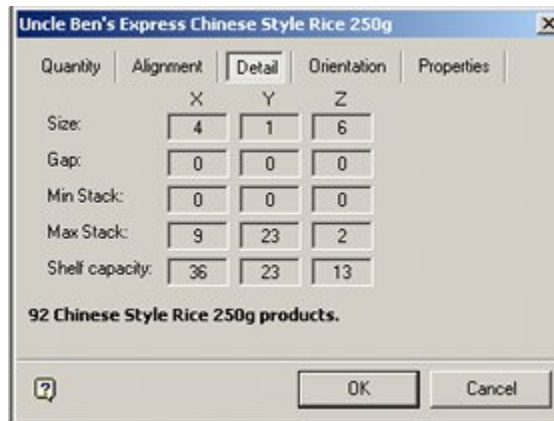 Uncle Ben's Express Chinese Style Rice 250g
Quantity Alignment Detail Orientation Properties
X Y Z
Size: 4 1 6
Gap: 0 0 0
Min Stack: 0 0 0
Max Stack: 9 23 2
Shelf capacity: 36 23 13
92 Chinese Style Rice 250g products.
? OK Cancel